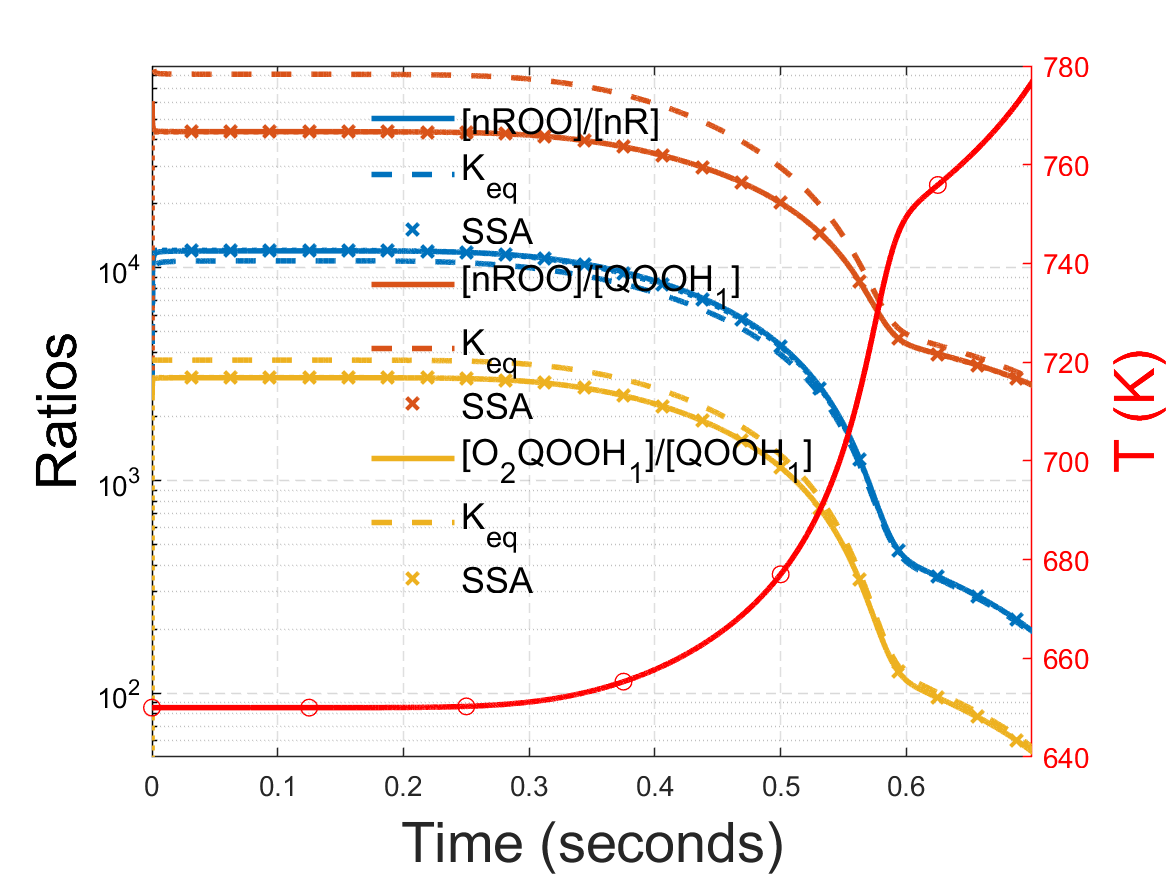 780
760
740
720
700
680
660
640
T (K)
10^4
10^3
10^2
Ratios
[nROO]/[nR]
K_eq
SSA
[nROO]/[QOOH_1]
K_eq
SSA
[O_2QOOH_1]/[QOOH_1]
K_eq
SSA
0 0.1 0.2 0.3 0.4 0.5 0.6
Time (seconds)